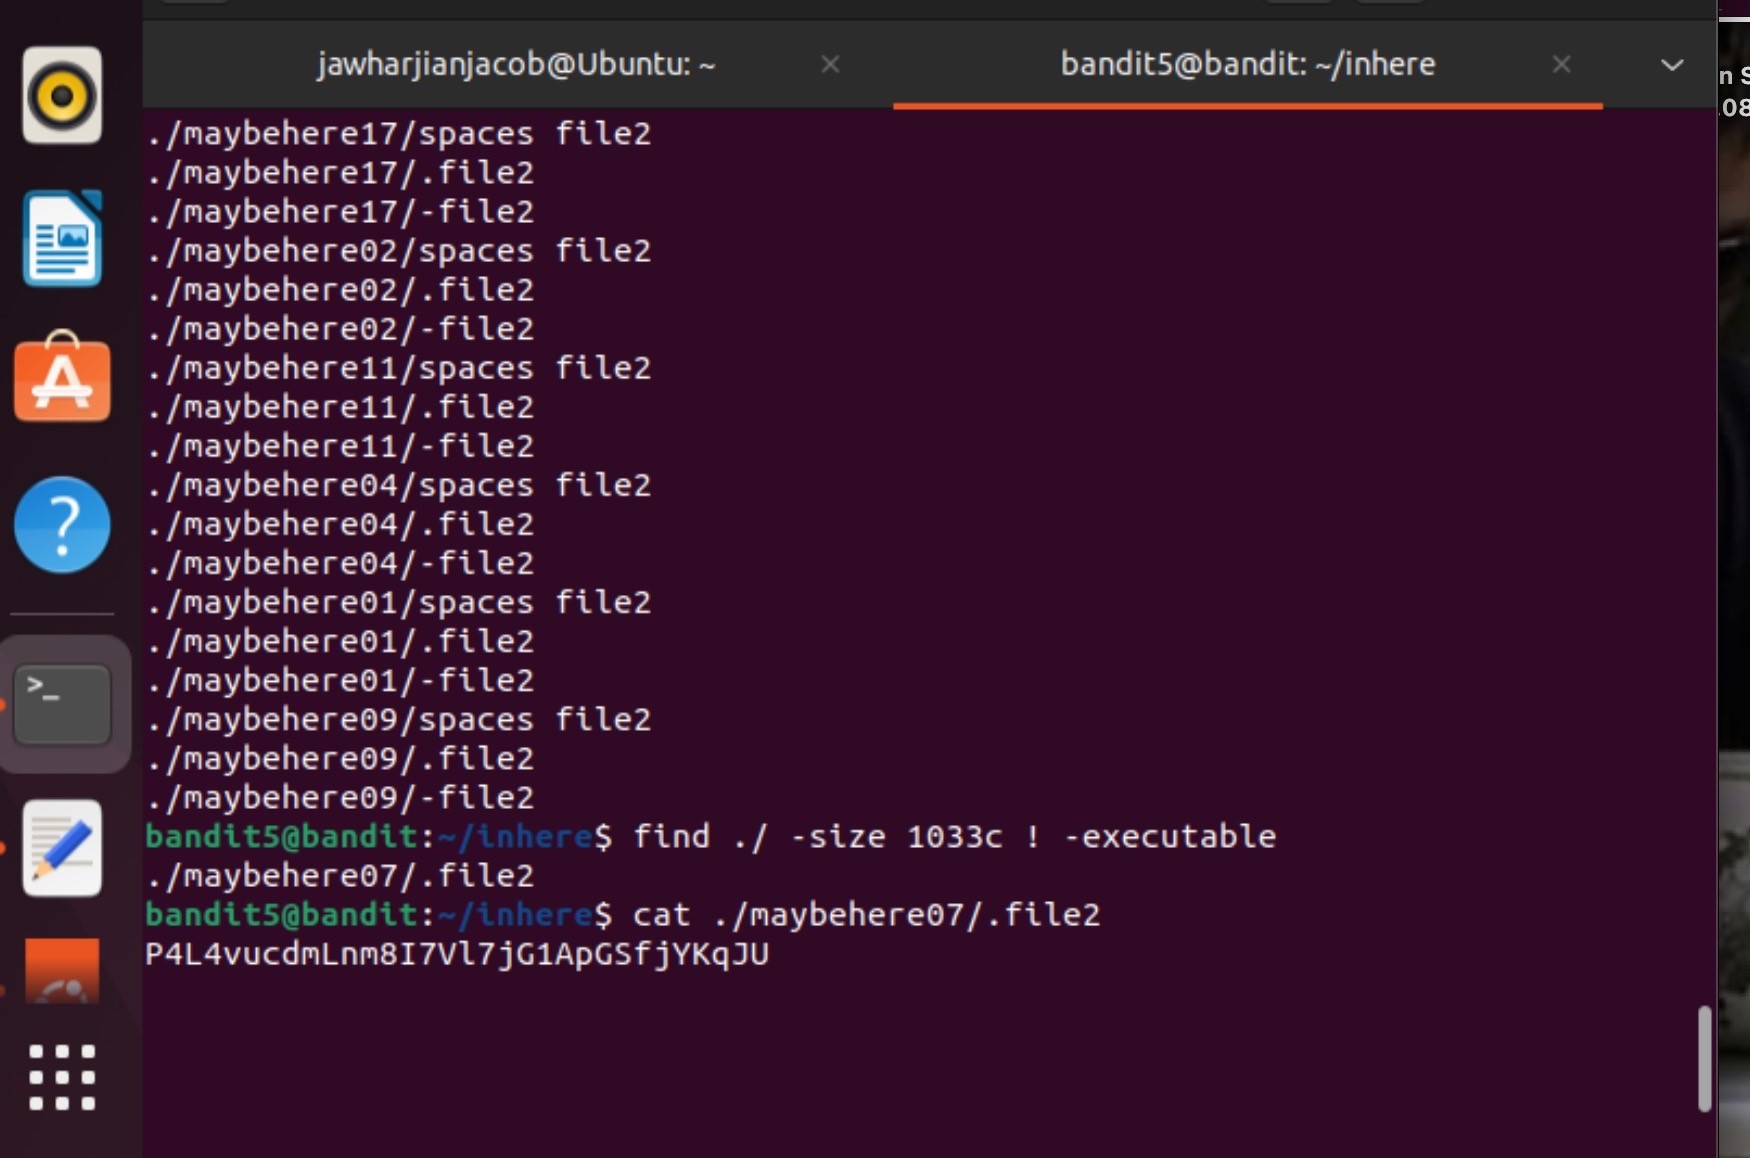 jawharjianjacob@Ubuntu: ~
bandit5@bandit: ~/inhere
./maybehere17/spaces file2
./maybehere17/.file2
./maybehere17/-file2
./maybehere02/spaces file2
./maybehere02/.file2
./maybehere02/-file2
./maybehere11/spaces file2
./maybehere11/.file2
./maybehere11/-file2
./maybehere04/spaces file2
./maybehere04/.file2
./maybehere04/-file2
./maybehere01/spaces file2
./maybehere01/.file2
./maybehere01/-file2
./maybehere09/spaces file2
./maybehere09/.file2
./maybehere09/-file2
bandit5@bandit:~/inhere$ find ./ -size 1033c ! -executable
./maybehere07/.file2
bandit5@bandit:~/inhere$ cat ./maybehere07/.file2
P4L4vucdmLnm8I7Vl7jG1ApGSfjYKqJU